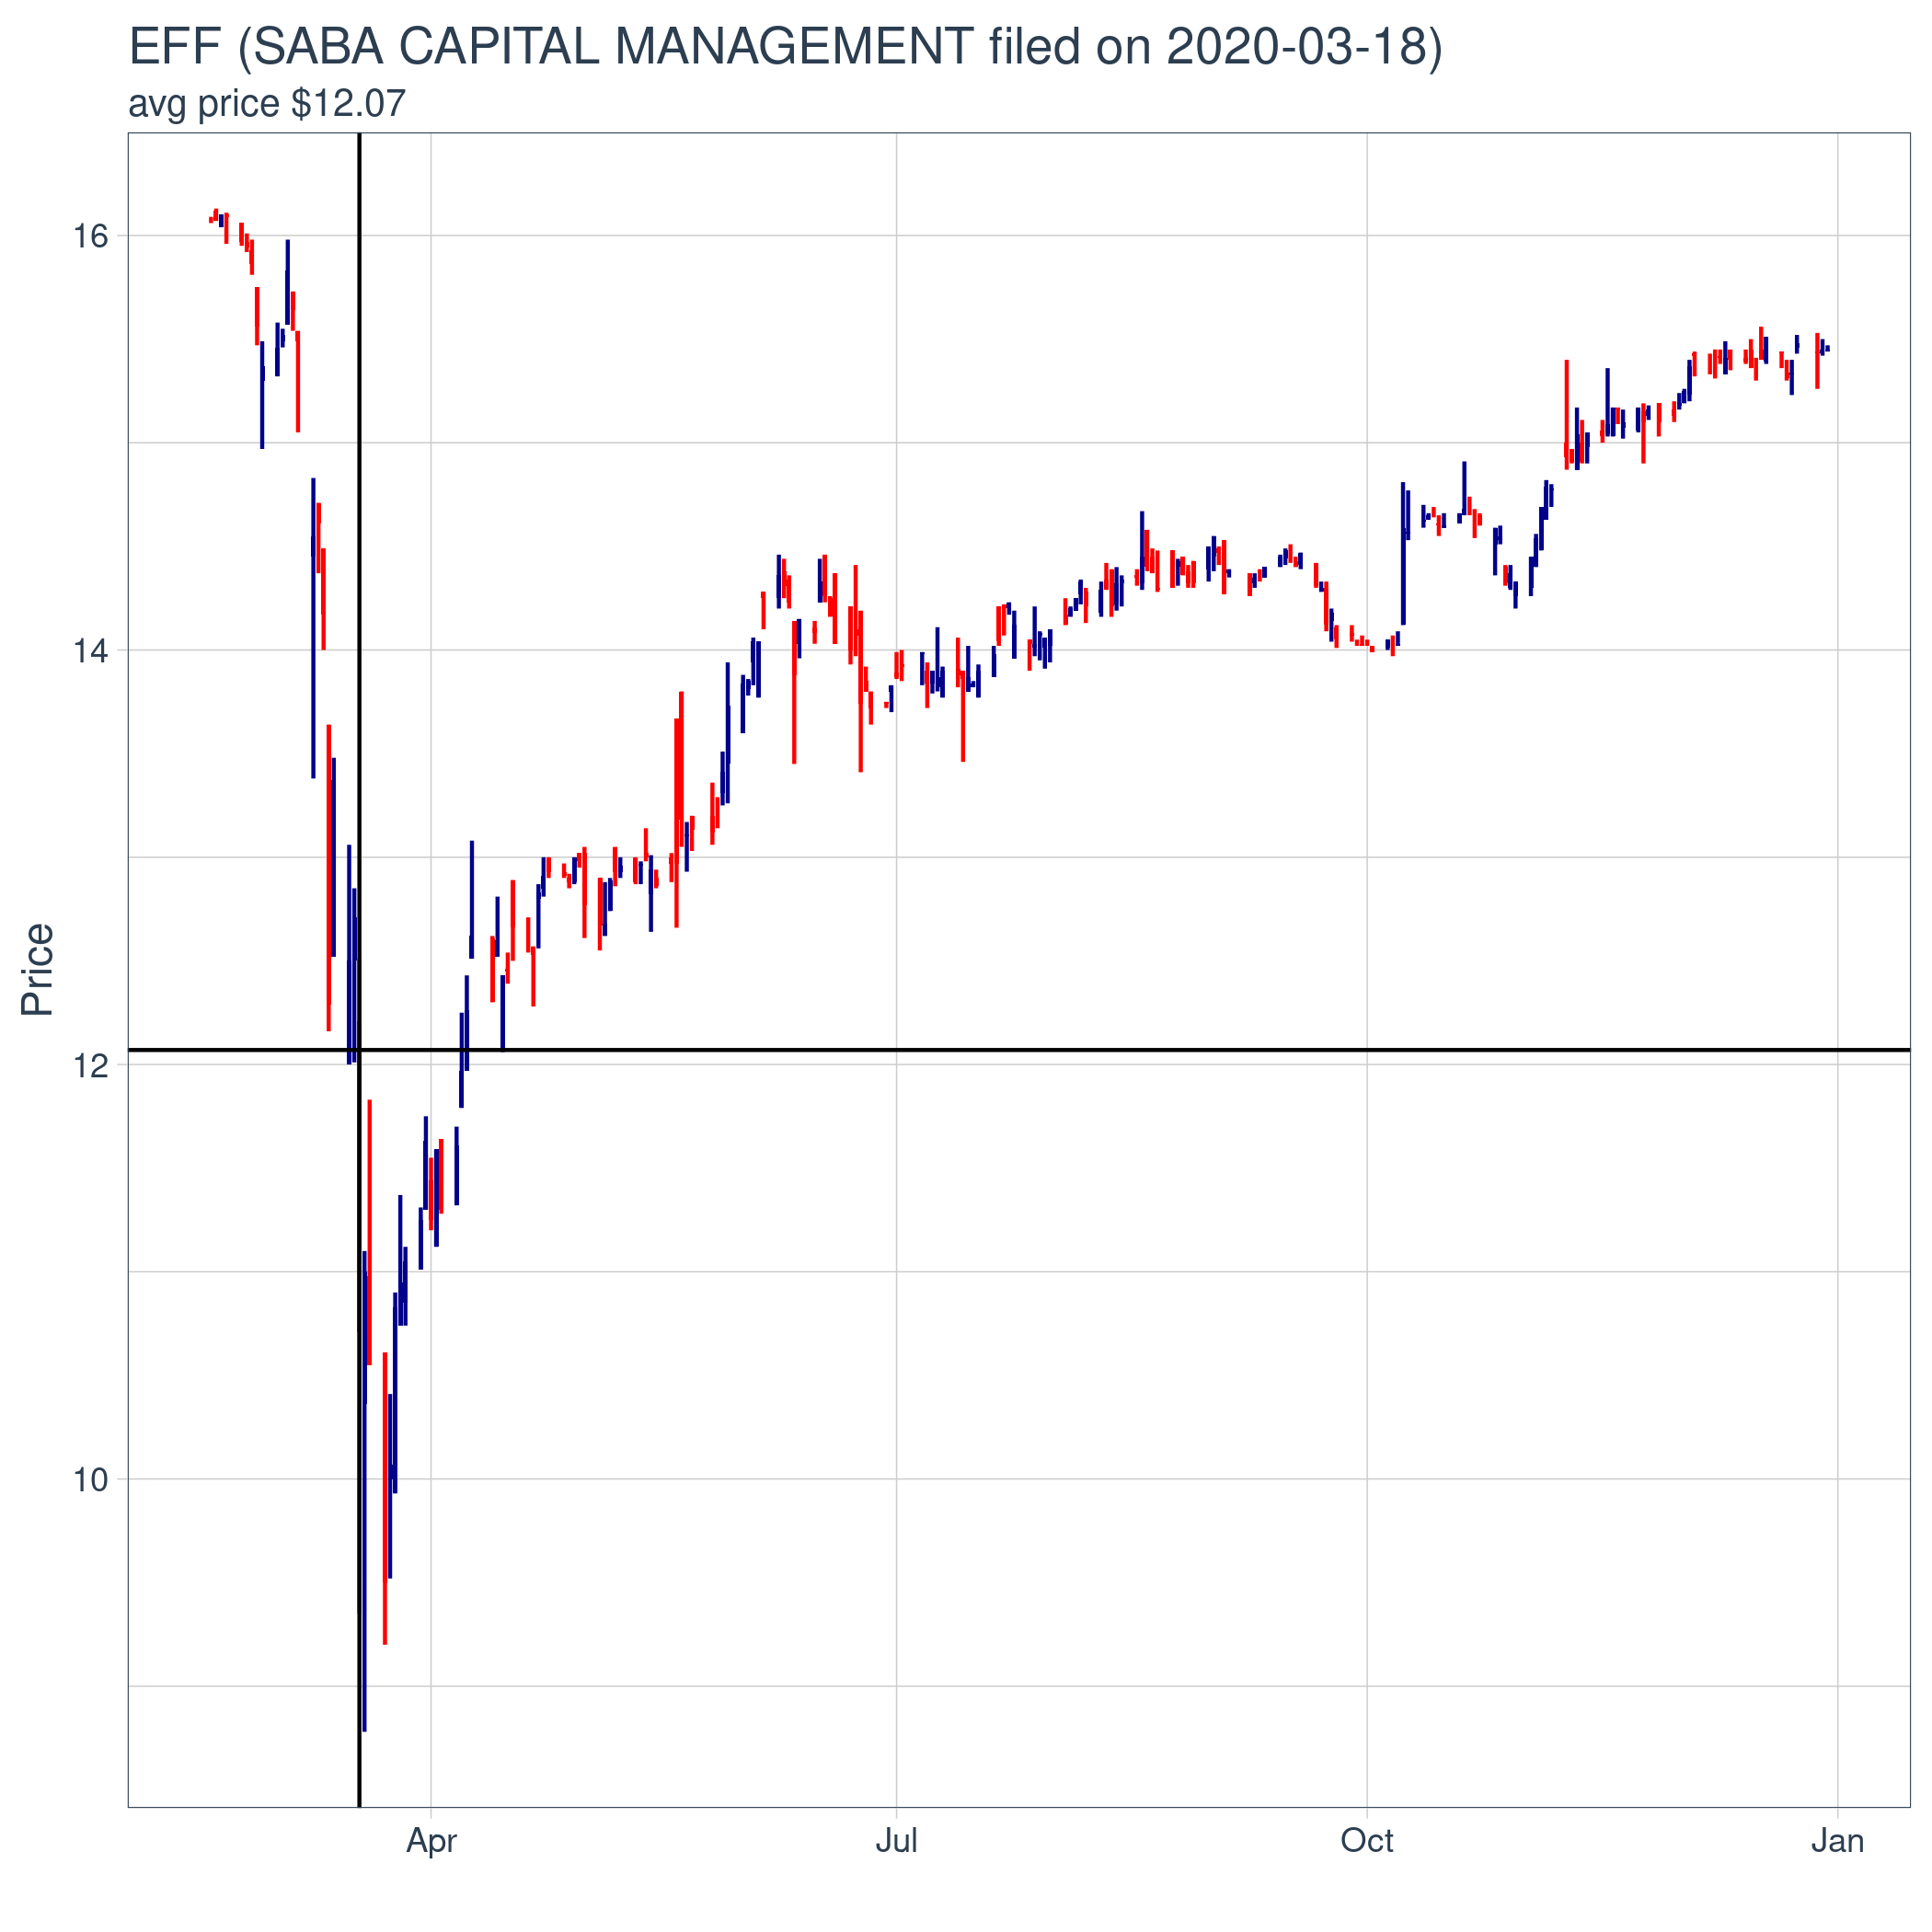 EFF (SABA CAPITAL MANAGEMENT filed on 2020-03-18)
avg price $12.07
16
14
12
10
Price
Apr
Jul
Oct
Jan